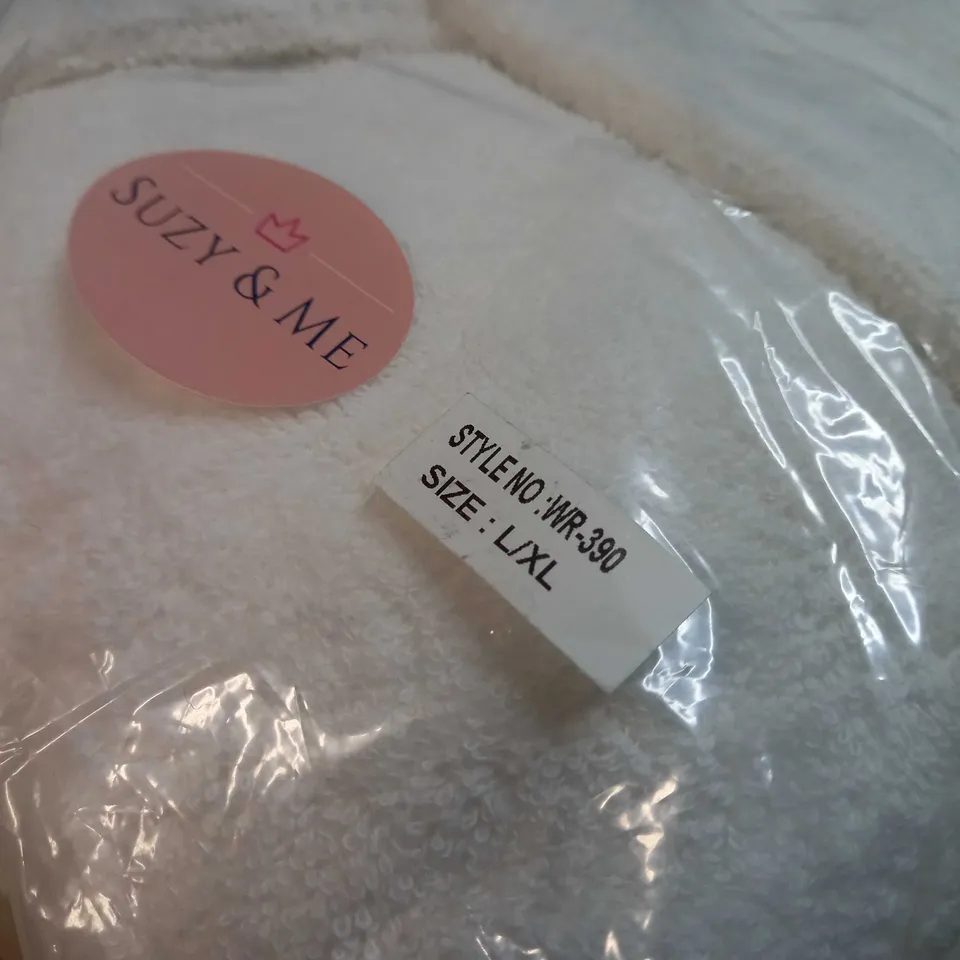 SUZY & ME
STYLE NO :WR-390
SIZE : L/XL